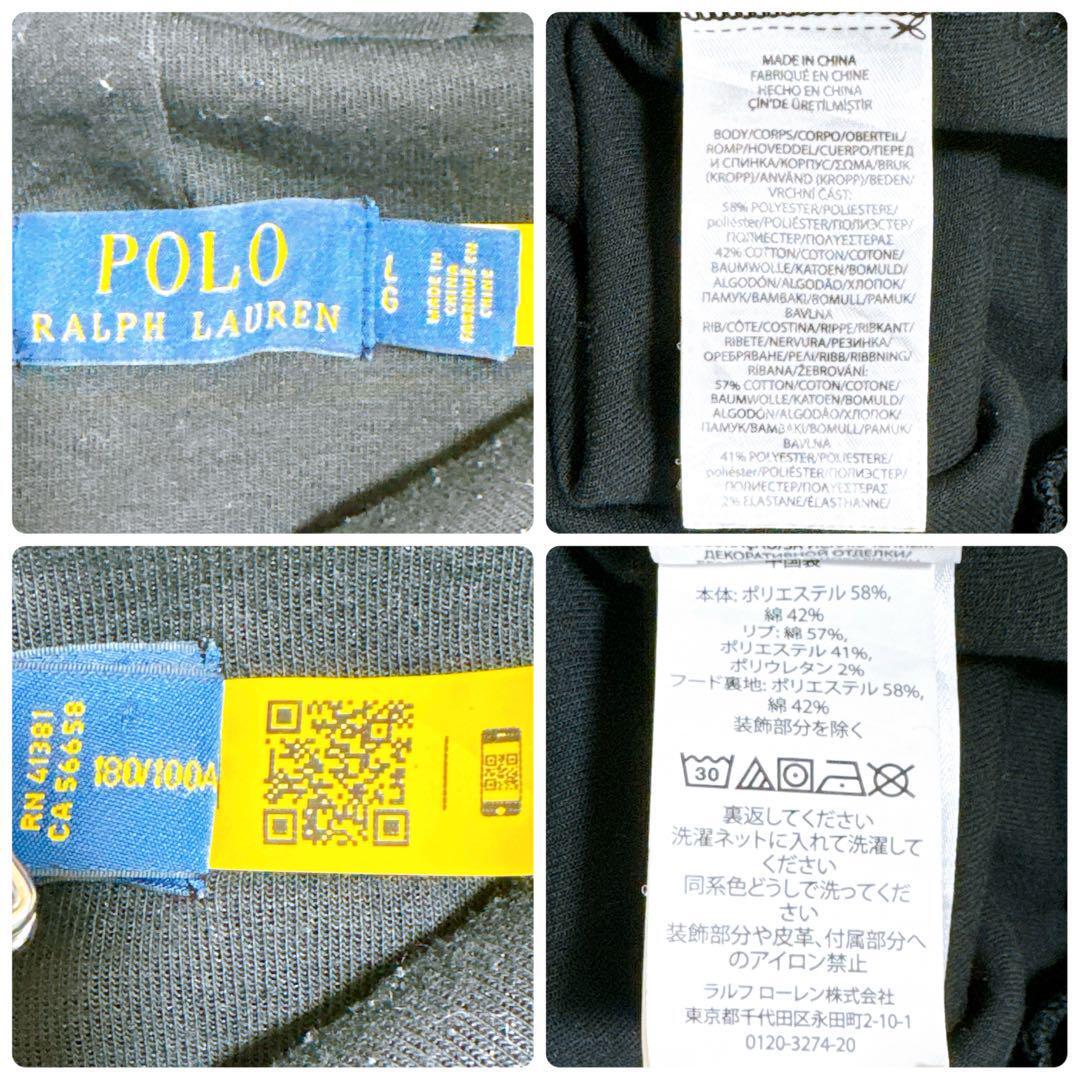 POLO
RALPH LAUREN
L
G
MADE IN
CHINA
FABRIQUÉ EN
CHINE
MADE IN CHINA
FABRIQUÉ EN CHINE
HECHO EN CHINA
ÇİN'DE ÜRETİLMİŞTİR
BODY/CORPS/CORPO/OBERTEIL/
ROMP/HOVEDDEL/CUERPO/ПЕРЕД
И СПИНКА/КОРПУС/ΣΩΜΑ/BRUK
(KROPP)/ANVÄND (KROPP)/BEDEN/
VRCHNÍ ČÁST:
58% POLYESTER/POLIESTERE/
poliéster/POLIÉSTER/ПОЛИЭСТЕР/
ПОЛИЕСТЕР/ΠΟΛΥΕΣΤΕΡΑΣ
42% COTTON/COTON/COTONE/
BAUMWOLLE/KATOEN/BOMULD/
ALGODÓN/ALGODÃO/ХЛОПОК/
ПАМУК/ΒΑΜΒΑΚΙ/BOMULL/PAMUK/
BAVLNA
RIB/CÔTE/COSTINA/RIPPE/RIBKANT/
RIBETE/NERVURA/РЕЗИНКА/
ОРЕБРЯВАНЕ/ΡΕΛΙ/RIBB/RIBBNING/
RİBANA/ŽEBROVÁNÍ:
57% COTTON/COTON/COTONE/
BAUMWOLLE/KATOEN/BOMULD/
ALGODÓN/ALGODÃO/ХЛОПОК/
ПАМУК/ΒΑΜΒΑΚΙ/BOMULL/PAMUK/
BAVLNA
41% POLYESTER/POLIESTERE/
poliéster/POLIÉSTER/ПОЛИЭСТЕР/
ПОЛИЕСТЕР/ΠΟΛΥΕΣΤΕΡΑΣ
2% ELASTANE/ÉLASTHANNE/
RN 41381
CA 56658
180/100A
ДЕКОРАТИВНОЙ ОТДЕЛКИ/
中国製
本体: ポリエステル 58%,
綿 42%
リブ: 綿 57%,
ポリエステル 41%,
ポリウレタン 2%
フード裏地: ポリエステル 58%,
綿 42%
装飾部分を除く
30
裏返してください
洗濯ネットに入れて洗濯して
ください
同系色どうしで洗ってくだ
さい
装飾部分や皮革、付属部分へ
のアイロン禁止
ラルフ ローレン株式会社
東京都千代田区永田町2-10-1
0120-3274-20